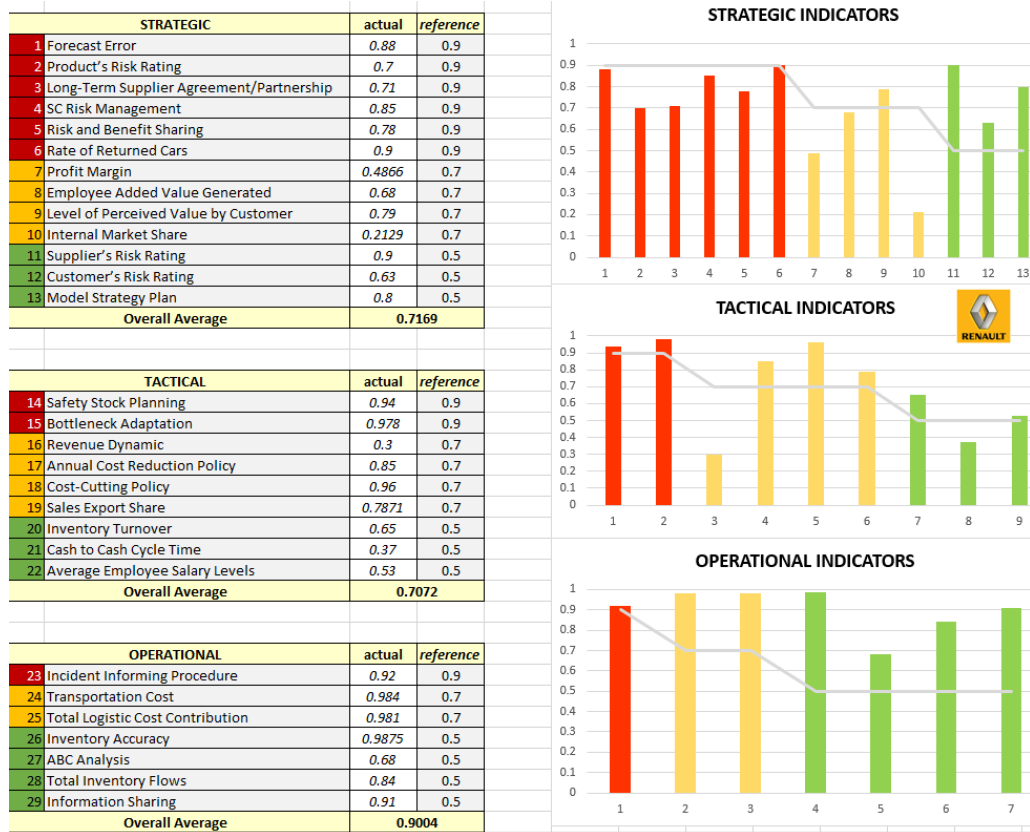 STRATEGIC actual reference
1 Forecast Error 0.88 0.9
2 Product's Risk Rating 0.7 0.9
3 Long-Term Supplier Agreement/Partnership 0.71 0.9
4 SC Risk Management 0.85 0.9
5 Risk and Benefit Sharing 0.78 0.9
6 Rate of Returned Cars 0.9 0.9
7 Profit Margin 0.4866 0.7
8 Employee Added Value Generated 0.68 0.7
9 Level of Perceived Value by Customer 0.79 0.7
10 Internal Market Share 0.2129 0.7
11 Supplier's Risk Rating 0.9 0.5
12 Customer's Risk Rating 0.63 0.5
13 Model Strategy Plan 0.8 0.5
Overall Average 0.7169
TACTICAL actual reference
14 Safety Stock Planning 0.94 0.9
15 Bottleneck Adaptation 0.978 0.9
16 Revenue Dynamic 0.3 0.7
17 Annual Cost Reduction Policy 0.85 0.7
18 Cost-Cutting Policy 0.96 0.7
19 Sales Export Share 0.7871 0.7
20 Inventory Turnover 0.65 0.5
21 Cash to Cash Cycle Time 0.37 0.5
22 Average Employee Salary Levels 0.53 0.5
Overall Average 0.7072
OPERATIONAL actual reference
23 Incident Informing Procedure 0.92 0.9
24 Transportation Cost 0.984 0.7
25 Total Logistic Cost Contribution 0.981 0.7
26 Inventory Accuracy 0.9875 0.5
27 ABC Analysis 0.68 0.5
28 Total Inventory Flows 0.84 0.5
29 Information Sharing 0.91 0.5
Overall Average 0.9004
STRATEGIC INDICATORS
1
0.9
0.8
0.7
0.6
0.5
0.4
0.3
0.2
0.1
0
1 2 3 4 5 6 7 8 9 10 11 12 13
TACTICAL INDICATORS
RENAULT
1
0.9
0.8
0.7
0.6
0.5
0.4
0.3
0.2
0.1
0
1 2 3 4 5 6 7 8 9
OPERATIONAL INDICATORS
1
0.9
0.8
0.7
0.6
0.5
0.4
0.3
0.2
0.1
0
1 2 3 4 5 6 7